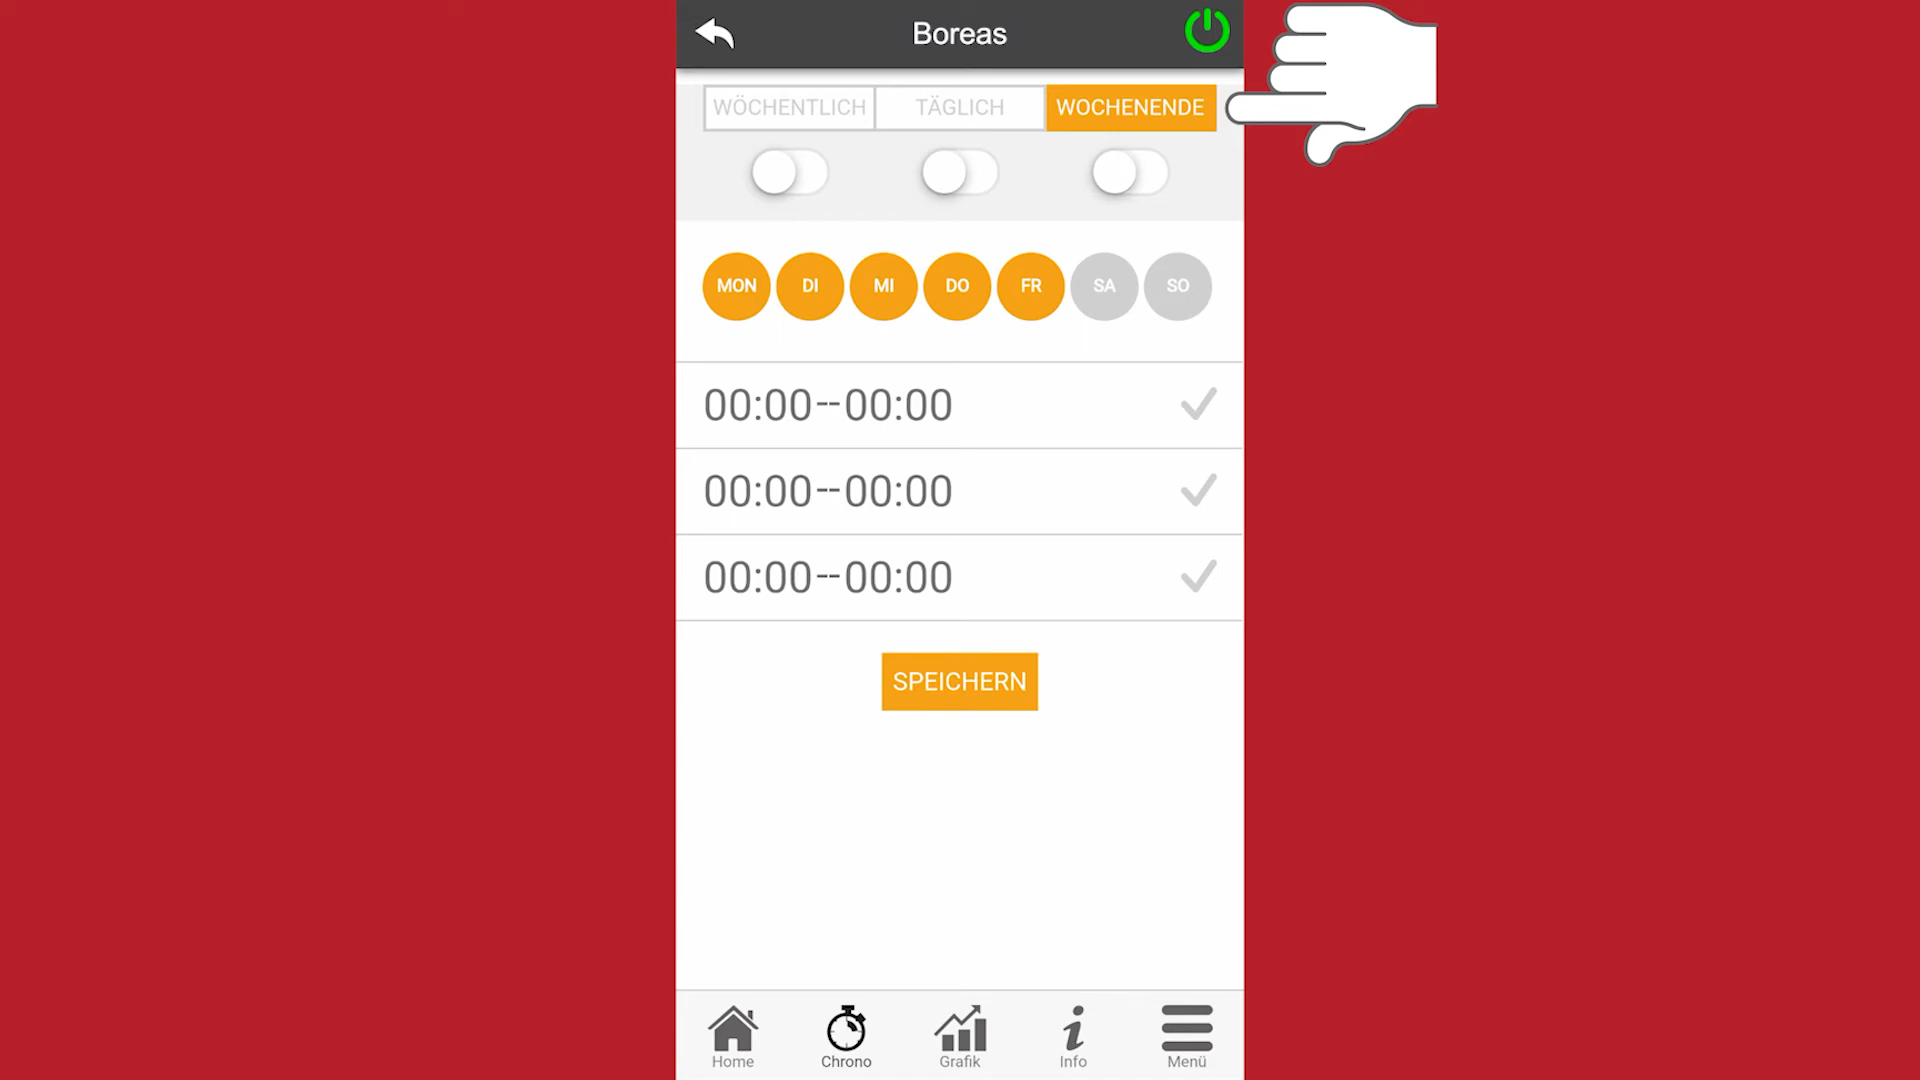 Boreas
WÖCHENTLICH TÄGLICH WOCHENENDE
MON DI MI DO FR SA SO
00:00--00:00
00:00--00:00
00:00--00:00
SPEICHERN
Home Chrono Grafik Info Menü